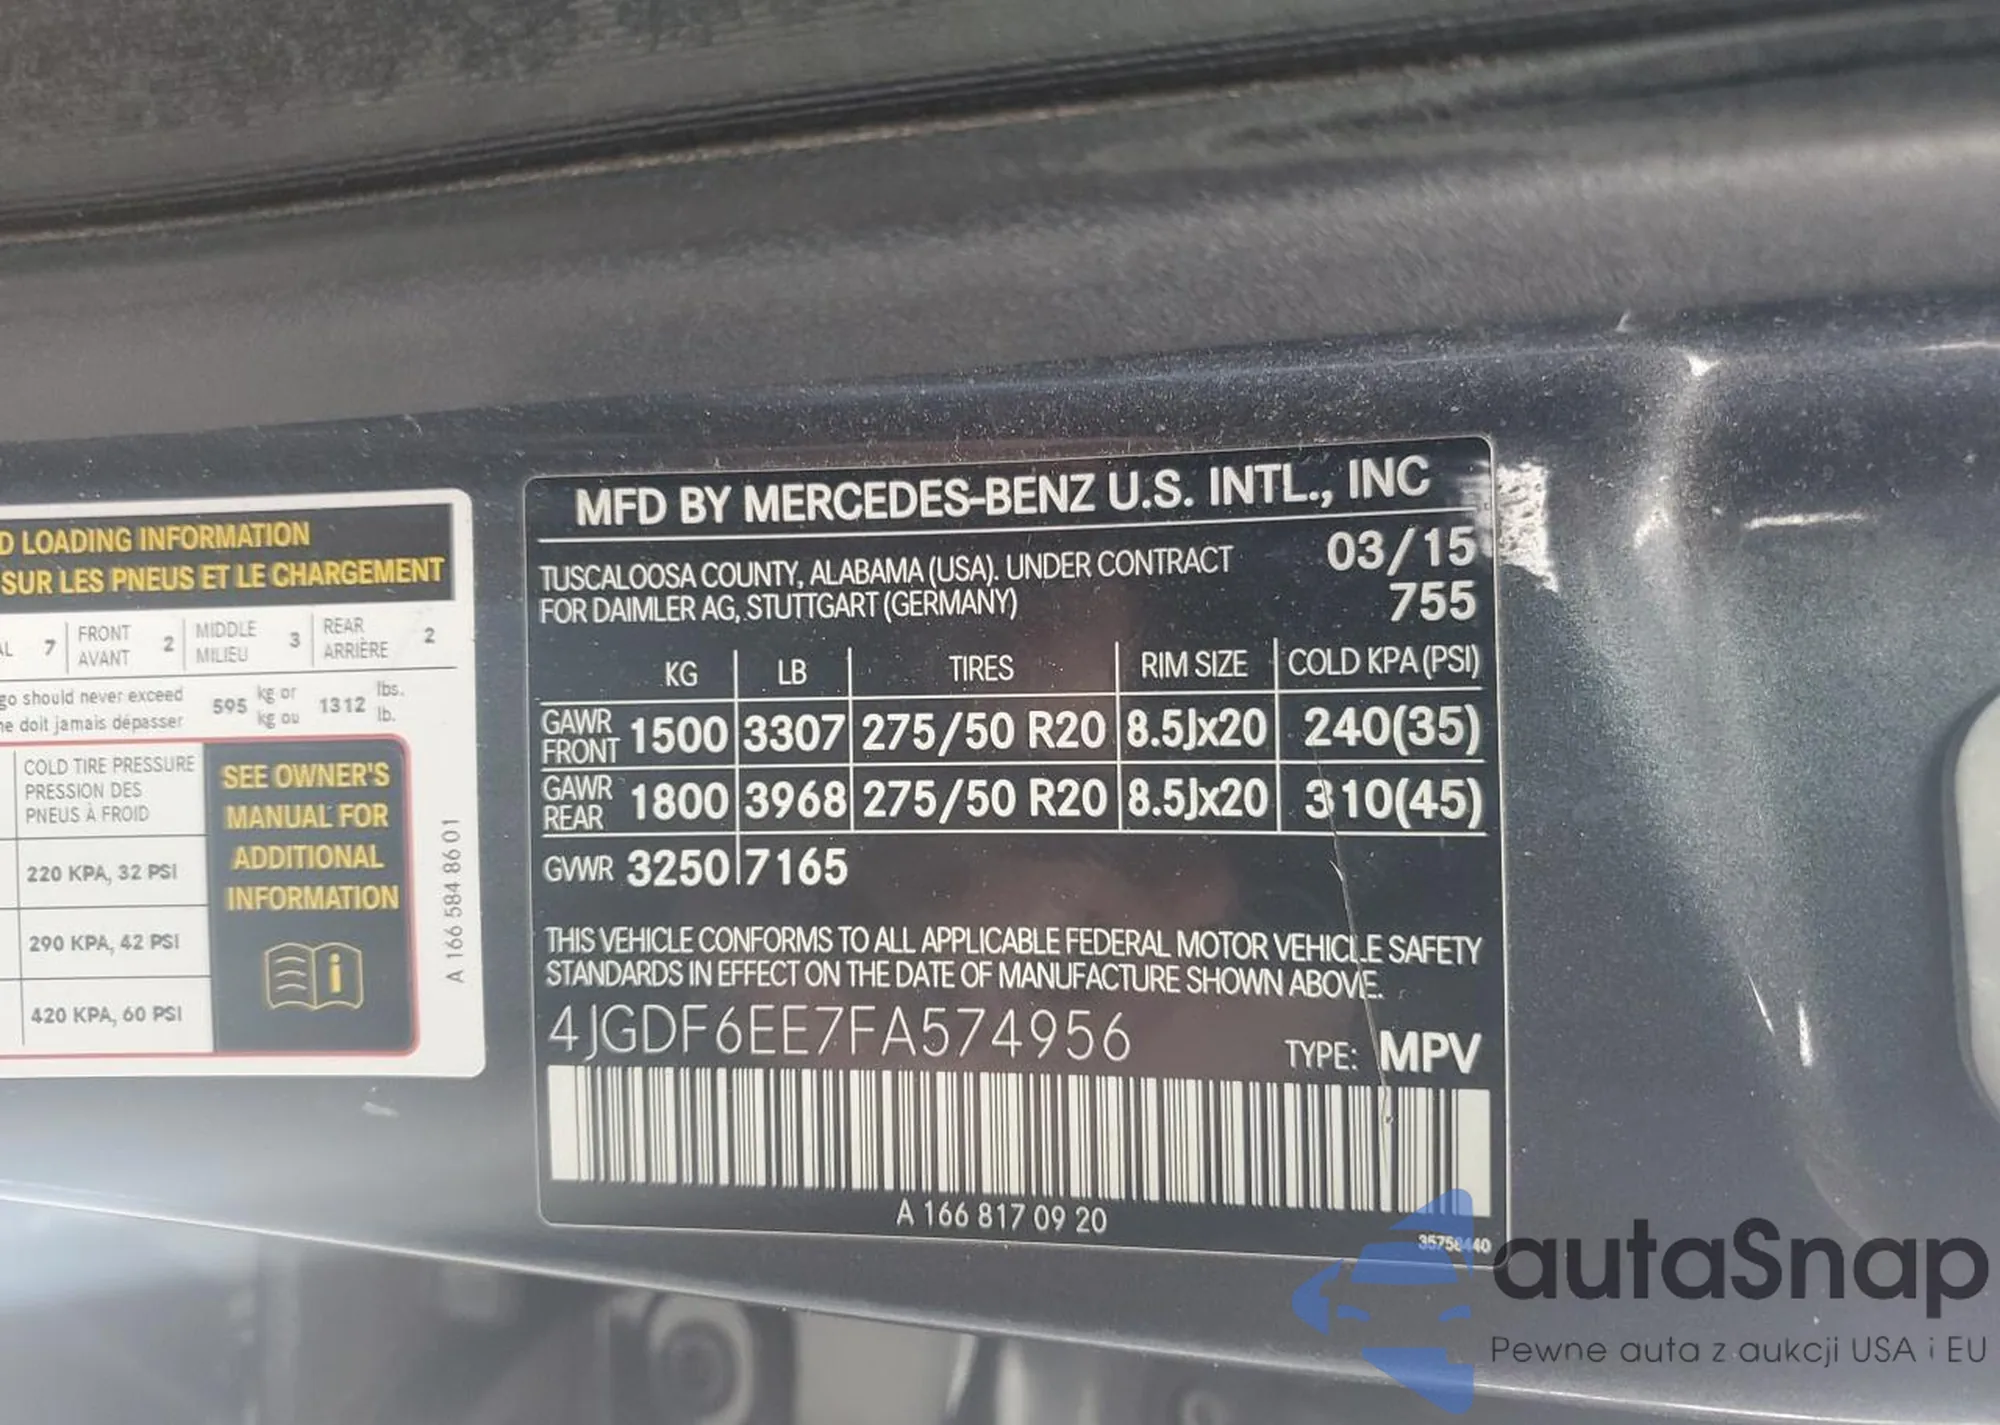 D LOADING INFORMATION
SUR LES PNEUS ET LE CHARGEMENT
AL 7 FRONT AVANT 2 MIDDLE MILIEU 3 REAR ARRIÈRE 2
go should never exceed
ne doit jamais dépasser
595 kg or kg ou 1312 lbs. lb.
COLD TIRE PRESSURE
PRESSION DES
PNEUS À FROID
220 KPA, 32 PSI
290 KPA, 42 PSI
420 KPA, 60 PSI
SEE OWNER'S
MANUAL FOR
ADDITIONAL
INFORMATION
A 166 584 86 01
MFD BY MERCEDES-BENZ U.S. INTL., INC
TUSCALOOSA COUNTY, ALABAMA (USA). UNDER CONTRACT
FOR DAIMLER AG, STUTTGART (GERMANY)
03/15
755
KG LB TIRES RIM SIZE COLD KPA (PSI)
GAWR FRONT 1500 3307 275/50 R20 8.5Jx20 240(35)
GAWR REAR 1800 3968 275/50 R20 8.5Jx20 310(45)
GVWR 3250 7165
THIS VEHICLE CONFORMS TO ALL APPLICABLE FEDERAL MOTOR VEHICLE SAFETY
STANDARDS IN EFFECT ON THE DATE OF MANUFACTURE SHOWN ABOVE.
4JGDF6EE7FA574956
TYPE: MPV
A 166 817 09 20
autaSnap
Pewne auta z aukcji USA i EU